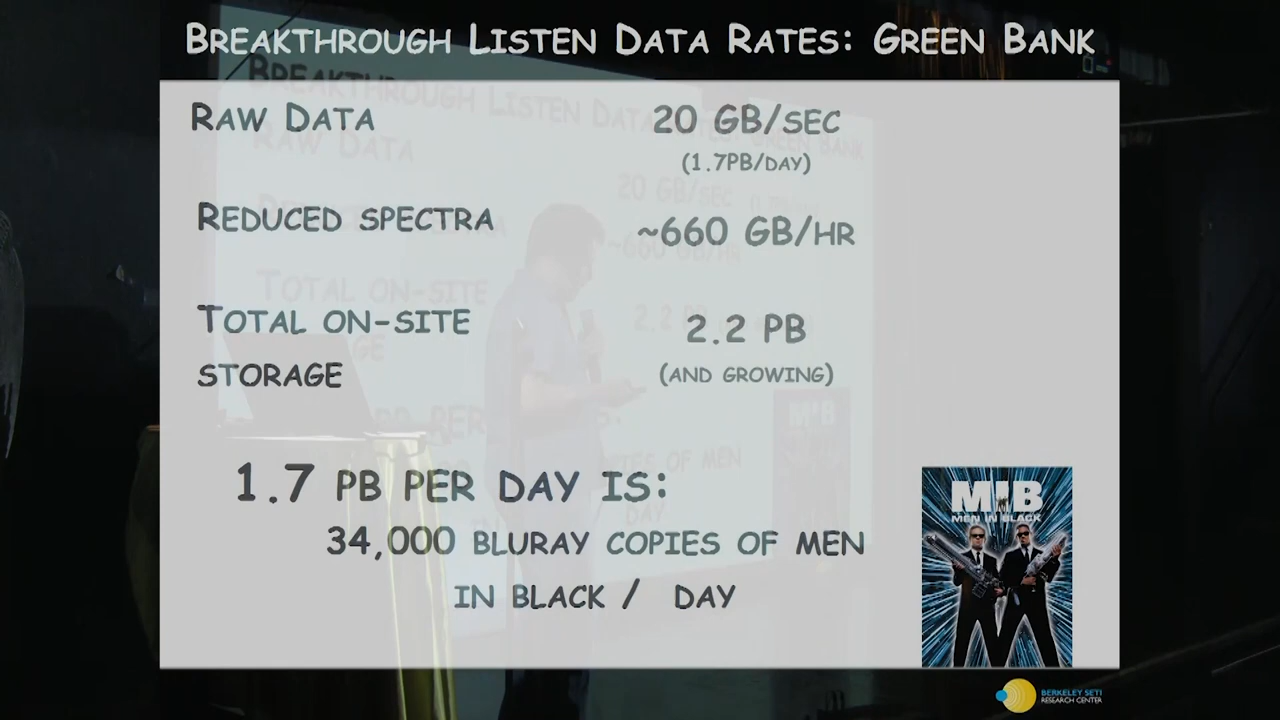 BREAKTHROUGH LISTEN DATA RATES: GREEN BANK
RAW DATA
20 GB/SEC
(1.7PB/DAY)
REDUCED SPECTRA
~660 GB/HR
TOTAL ON-SITE
STORAGE
2.2 PB
(AND GROWING)
1.7 PB PER DAY IS:
34,000 BLURAY COPIES OF MEN
IN BLACK / DAY
MIB
MEN IN BLACK
BERKELEY SETI
RESEARCH CENTER